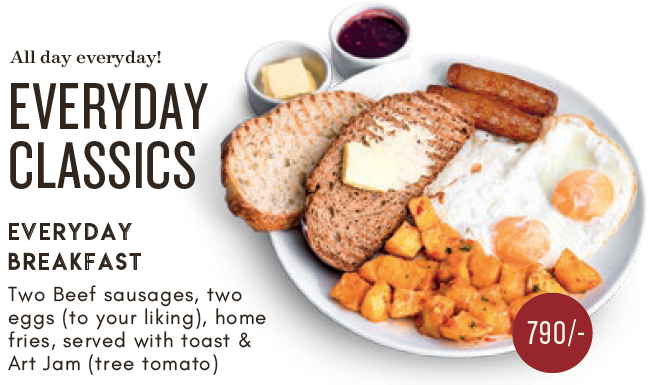 All day everyday!
EVERYDAY
CLASSICS
EVERYDAY
BREAKFAST
Two Beef sausages, two
eggs (to your liking), home
fries, served with toast &
Art Jam (tree tomato)
790/-